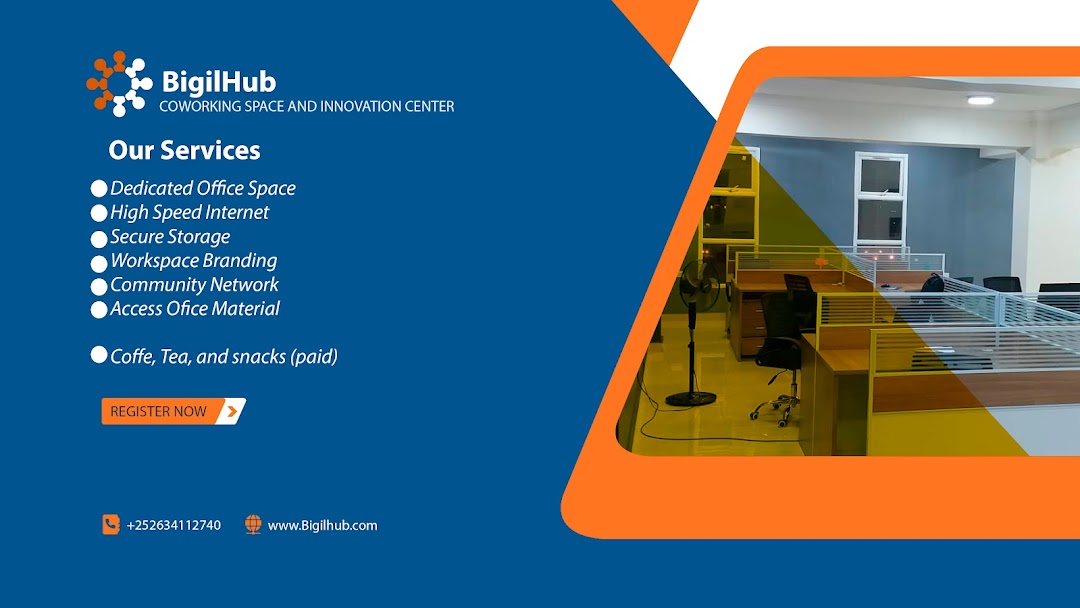 BigilHub
COWORKING SPACE AND INNOVATION CENTER
Our Services
Dedicated Office Space
High Speed Internet
Secure Storage
Workspace Branding
Community Network
Access Ofice Material
Coffe, Tea, and snacks (paid)
REGISTER NOW
+252634112740
www.Bigilhub.com